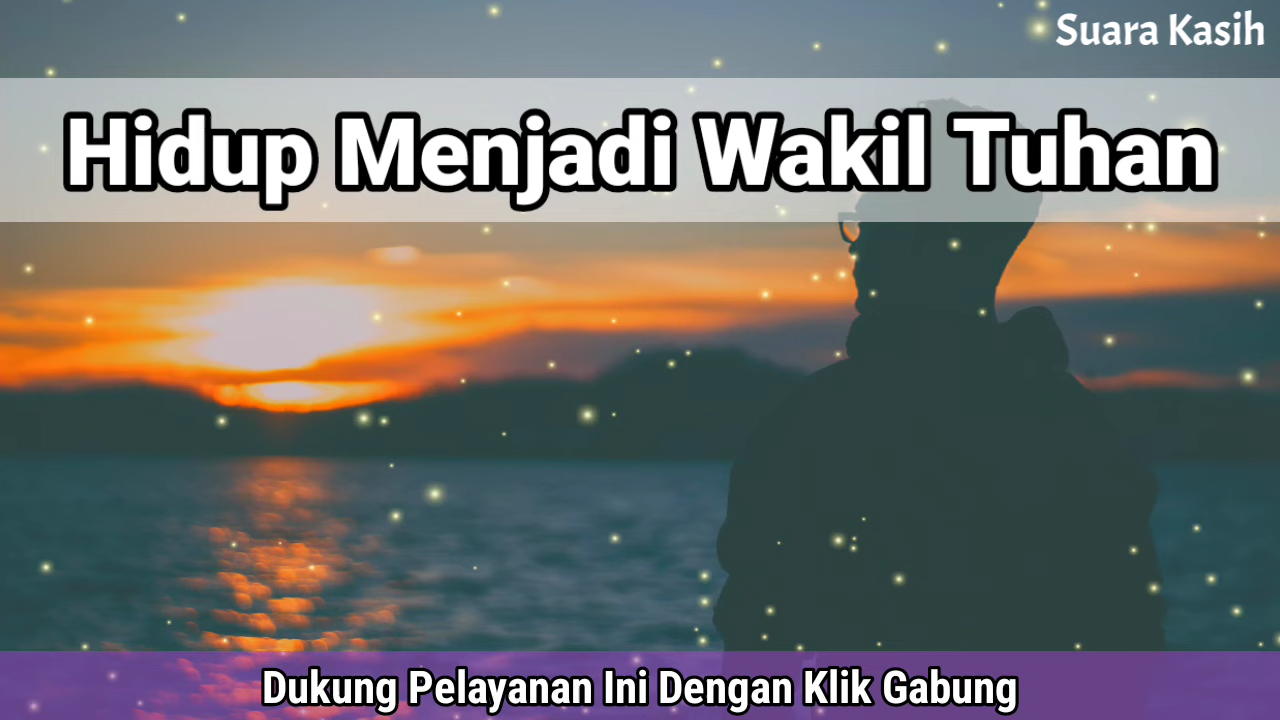 Suara Kasih
Hidup Menjadi Wakil Tuhan
Dukung Pelayanan Ini Dengan Klik Gabung